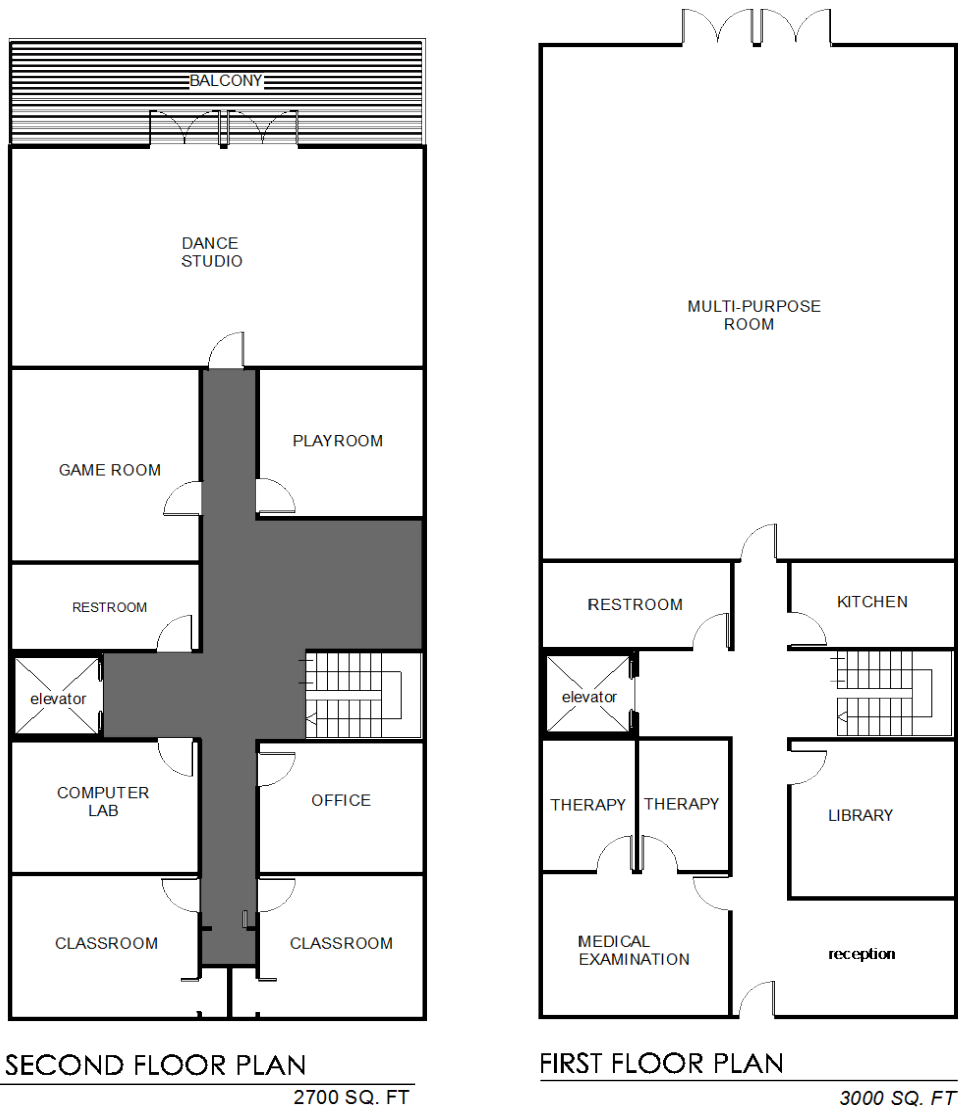 BALCONY
DANCE
STUDIO
GAME ROOM
PLAYROOM
RESTROOM
elevator
COMPUTER
LAB
OFFICE
CLASSROOM
CLASSROOM
SECOND FLOOR PLAN
2700 SQ. FT
MULTI-PURPOSE
ROOM
RESTROOM
KITCHEN
elevator
THERAPY
THERAPY
LIBRARY
MEDICAL
EXAMINATION
reception
FIRST FLOOR PLAN
3000 SQ. FT